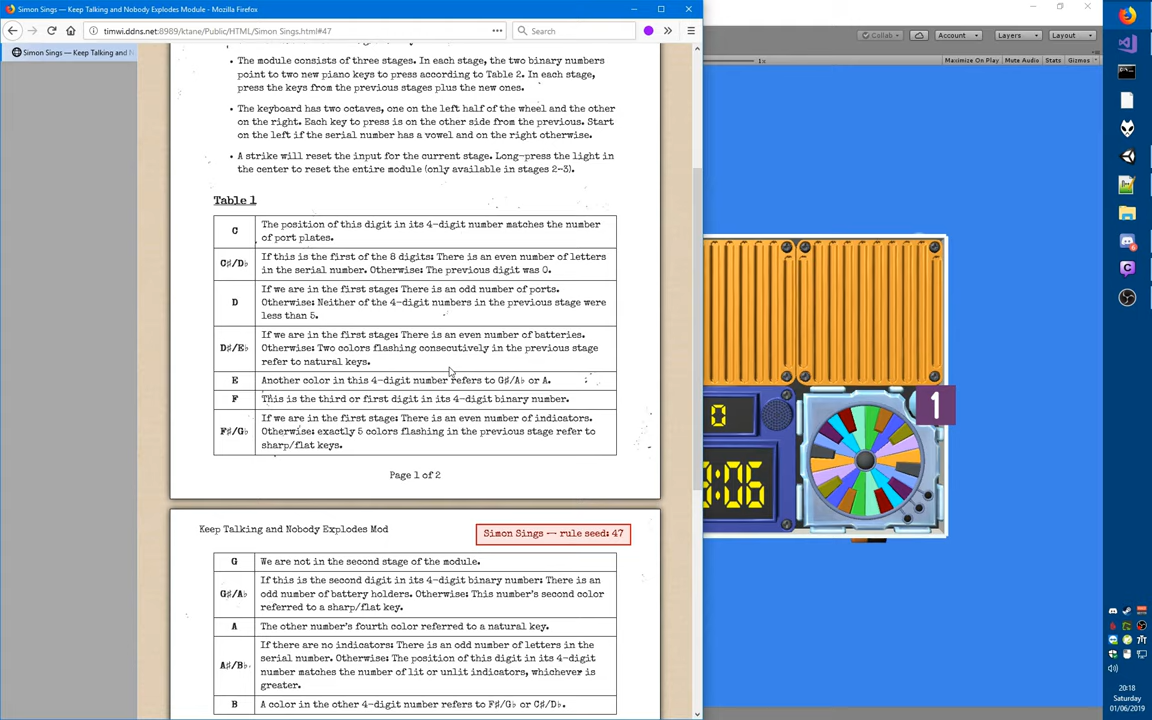 Simon Sings — Keep Talking and Nobody Explodes Module - Mozilla Firefox
timwi.ddns.net:8989/ktane/Public/HTML/Simon Sings.html#47
Search
Simon Sings — Keep Talking and N
Collab
Account
Layers
Layout
1x
Maximize On Play
Mute Audio
Stats
Gizmos
• The module consists of three stages. In each stage, the two binary numbers
point to two new piano keys to press according to Table 2. In each stage,
press the keys from the previous stages plus the new ones.
• The keyboard has two octaves, one on the left half of the wheel and the other
on the right. Each key to press is on the other side from the previous. Start
on the left if the serial number has a vowel and on the right otherwise.
• A strike will reset the input for the current stage. Long-press the light in
the center to reset the entire module (only available in stages 2–3).
Table 1
C
The position of this digit in its 4-digit number matches the number
of port plates.
C♯/D♭
If this is the first of the 8 digits: There is an even number of letters
in the serial number. Otherwise: The previous digit was 0.
D
If we are in the first stage: There is an odd number of ports.
Otherwise: Neither of the 4-digit numbers in the previous stage were
less than 5.
D♯/E♭
If we are in the first stage: There is an even number of batteries.
Otherwise: Two colors flashing consecutively in the previous stage
refer to natural keys.
E
Another color in this 4-digit number refers to G♯/A♭ or A.
F
This is the third or first digit in its 4-digit binary number.
F♯/G♭
If we are in the first stage: There is an even number of indicators.
Otherwise: exactly 5 colors flashing in the previous stage refer to
sharp/flat keys.
Page 1 of 2
Keep Talking and Nobody Explodes Mod
Simon Sings — rule seed: 47
G
We are not in the second stage of the module.
G♯/A♭
If this is the second digit in its 4-digit binary number: There is an
odd number of battery holders. Otherwise: This number's second color
referred to a sharp/flat key.
A
The other number's fourth color referred to a natural key.
A♯/B♭
If there are no indicators: There is an odd number of letters in the
serial number. Otherwise: The position of this digit in its 4-digit
number matches the number of lit or unlit indicators, whichever is
greater.
B
A color in the other 4-digit number refers to F♯/G♭ or C♯/D♭.
0
:06
1
20:18
Saturday
01/06/2019